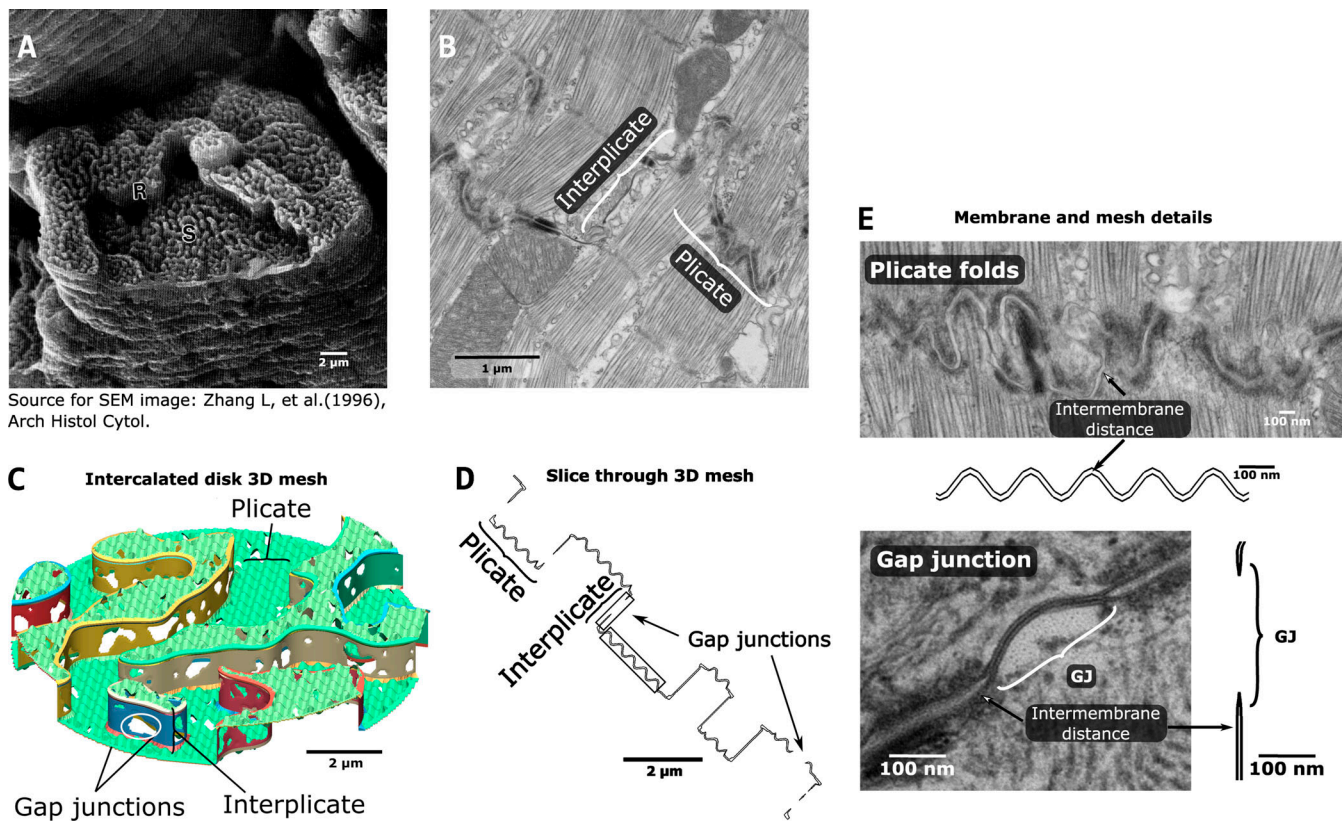 A
R
S
2 μm
Source for SEM image: Zhang L, et al.(1996),
Arch Histol Cytol.
B
Interplicate
Plicate
1 μm
C
Intercalated disk 3D mesh
Plicate
2 μm
Gap junctions
Interplicate
D
Slice through 3D mesh
Plicate
Interplicate
Gap junctions
2 μm
E
Membrane and mesh details
Plicate folds
Intermembrane
distance
100 nm
100 nm
Gap junction
GJ
GJ
Intermembrane
distance
100 nm
100 nm